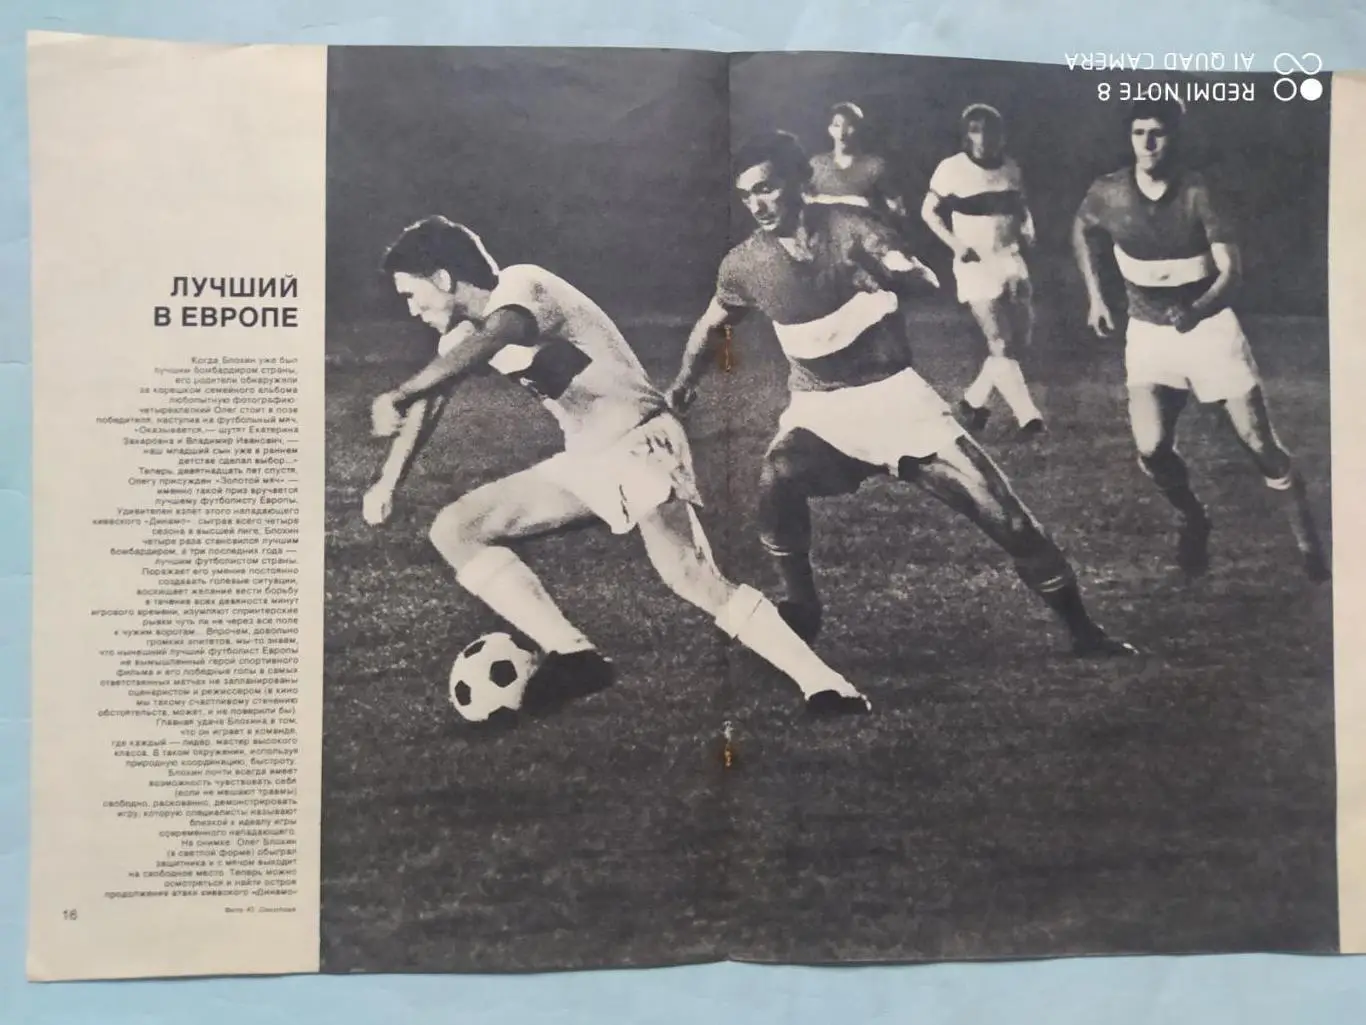 ЛУЧШИЙ
В ЕВРОПЕ
Когда Блохин уже был
лучшим бомбардиром страны,
его родители обнаружили
за корешком семейного альбома
любопытную фотографию:
четырехлетний Олег стоит в позе
победителя, наступив на футбольный мяч.
«Оказывается,— шутят Екатерина
Захаровна и Владимир Иванович,—
наш младший сын уже в раннем
детстве сделал выбор...»
Теперь, девятнадцать лет спустя,
Олегу присужден «Золотой мяч» —
именно такой приз вручается
лучшему футболисту Европы.
Удивителен взлет этого нападающего
киевского «Динамо»: сыграв всего четыре
сезона в высшей лиге, Блохин
четыре раза становился лучшим
бомбардиром, а три последних года —
лучшим футболистом страны.
Поражает его умение постоянно
создавать голевые ситуации,
восхищает желание вести борьбу
в течение всех девяноста минут
игрового времени, изумляют спринтерские
рывки чуть ли не через все поле
к чужим воротам... Впрочем, довольно
громких эпитетов, мы-то знаем,
что нынешний лучший футболист Европы
не вымышленный герой спортивного
фильма и его победные голы в самых
ответственных матчах не запланированы
сценаристом и режиссером (в кино
мы такому счастливому стечению
обстоятельств, может, и не поверили бы).
Главная удача Блохина в том,
что он играет в команде,
где каждый — лидер, мастер высокого
класса. В таком окружении, используя
природную координацию, быстроту,
Блохин почти всегда имеет
возможность чувствовать себя
(если не мешают травмы)
свободно, раскованно, демонстрировать
игру, которую специалисты называют
близкой к идеалу игры
современного нападающего.
На снимке: Олег Блохин
(в светлой форме) обыграл
защитника и с мячом выходит
на свободное место. Теперь можно
осмотреться и найти острое
продолжение атаки киевского «Динамо»
Фото Ю.
16
REDMI NOTE 8
AI QUAD CAMERA